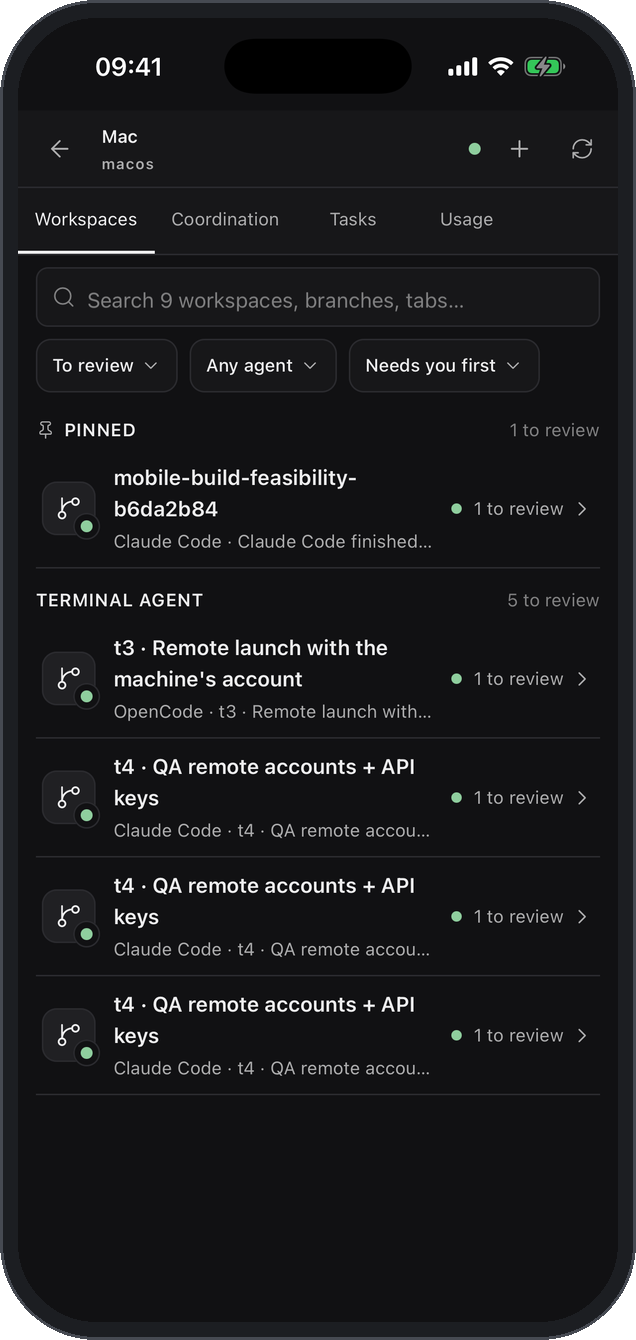 09:41
Mac
macos
Workspaces Coordination Tasks Usage
Search 9 workspaces, branches, tabs...
To review Any agent Needs you first
PINNED 1 to review
mobile-build-feasibility-
b6da2b84
1 to review
Claude Code · Claude Code finished...
TERMINAL AGENT 5 to review
t3 · Remote launch with the
machine's account
1 to review
OpenCode · t3 · Remote launch with...
t4 · QA remote accounts + API
keys
1 to review
Claude Code · t4 · QA remote accou...
t4 · QA remote accounts + API
keys
1 to review
Claude Code · t4 · QA remote accou...
t4 · QA remote accounts + API
keys
1 to review
Claude Code · t4 · QA remote accou...